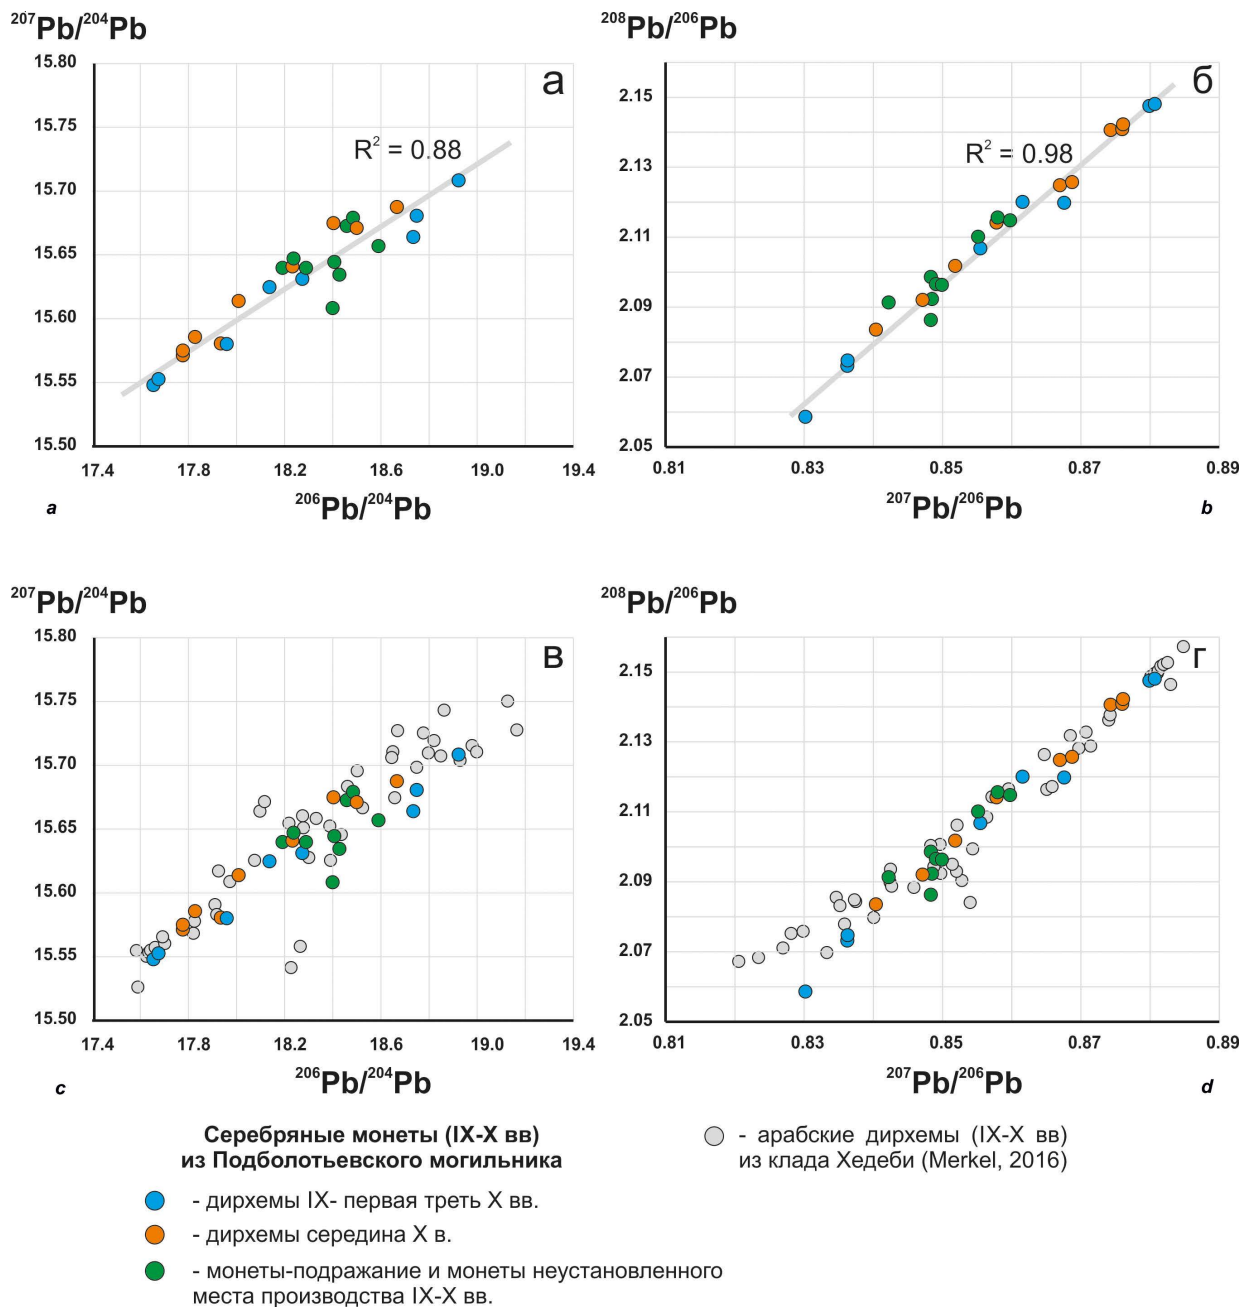 ²⁰⁷Pb/²⁰⁴Pb
15.80
15.75
15.70
15.65
15.60
15.55
15.50
а
R² = 0.88
17.4 17.8 18.2 18.6 19.0 19.4
²⁰⁶Pb/²⁰⁴Pb
a
²⁰⁸Pb/²⁰⁶Pb
2.15
2.13
2.11
2.09
2.07
2.05
б
R² = 0.98
0.81 0.83 0.85 0.87 0.89
²⁰⁷Pb/²⁰⁶Pb
b
²⁰⁷Pb/²⁰⁴Pb
15.80
15.75
15.70
15.65
15.60
15.55
15.50
в
17.4 17.8 18.2 18.6 19.0 19.4
²⁰⁶Pb/²⁰⁴Pb
c
²⁰⁸Pb/²⁰⁶Pb
2.15
2.13
2.11
2.09
2.07
2.05
г
0.81 0.83 0.85 0.87 0.89
²⁰⁷Pb/²⁰⁶Pb
d
Серебряные монеты (IX-X вв)
из Подболотьевского могильника
- дирхемы IX- первая треть X вв.
- дирхемы середина X в.
- монеты-подражание и монеты неустановленного
места производства IX-X вв.
- арабские дирхемы (IX-X вв)
из клада Хедеби (Merkel, 2016)